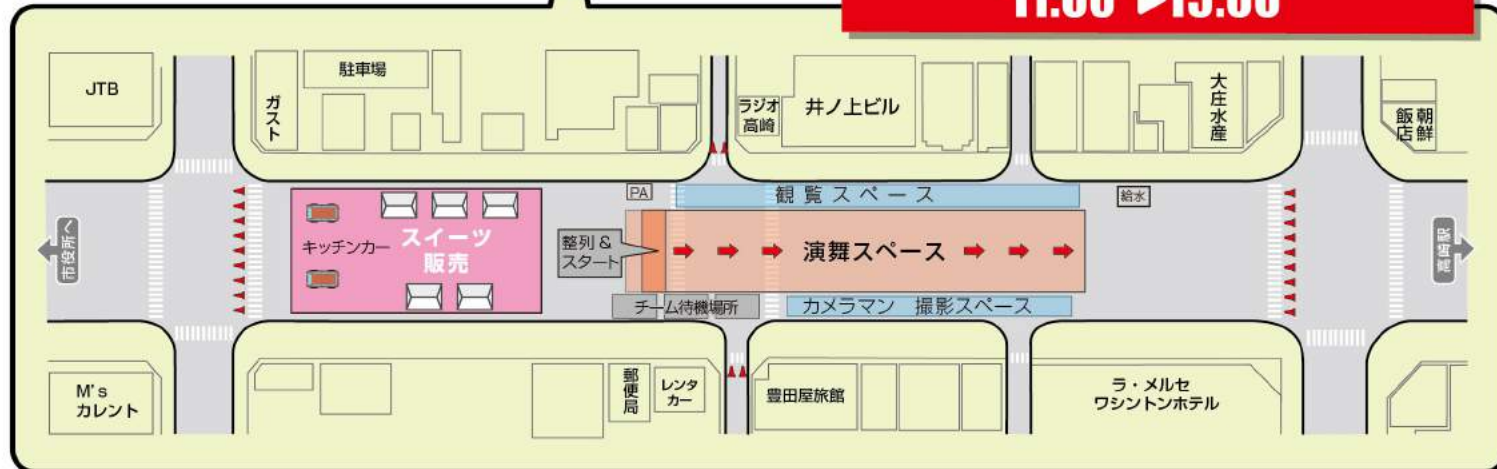 JTB
ガスト
駐車場
ラジオ
高崎
井ノ上ビル
大庄水産
朝鮮
飯店
市役所へ
キッチンカー
スイーツ
販売
整列&
スタート
PA
観覧スペース
給水
演舞スペース
チーム待機場所
カメラマン 撮影スペース
高崎駅
M's
カレント
郵便局
レンタ
カー
豊田屋旅館
ラ・メルセ
ワシントンホテル